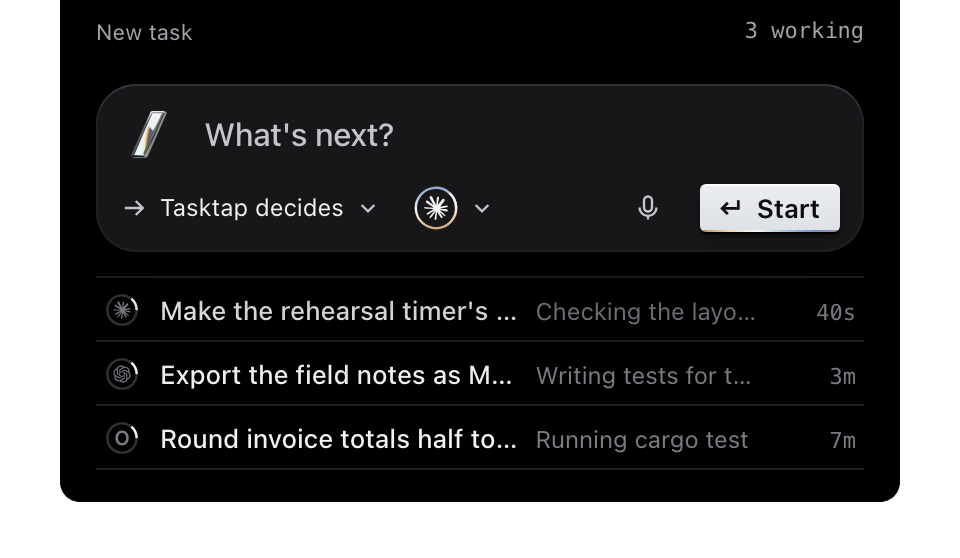 New task
3 working
What's next?
Tasktap decides
Start
Make the rehearsal timer's ... Checking the layo... 40s
Export the field notes as M... Writing tests for t... 3m
O Round invoice totals half to... Running cargo test 7m